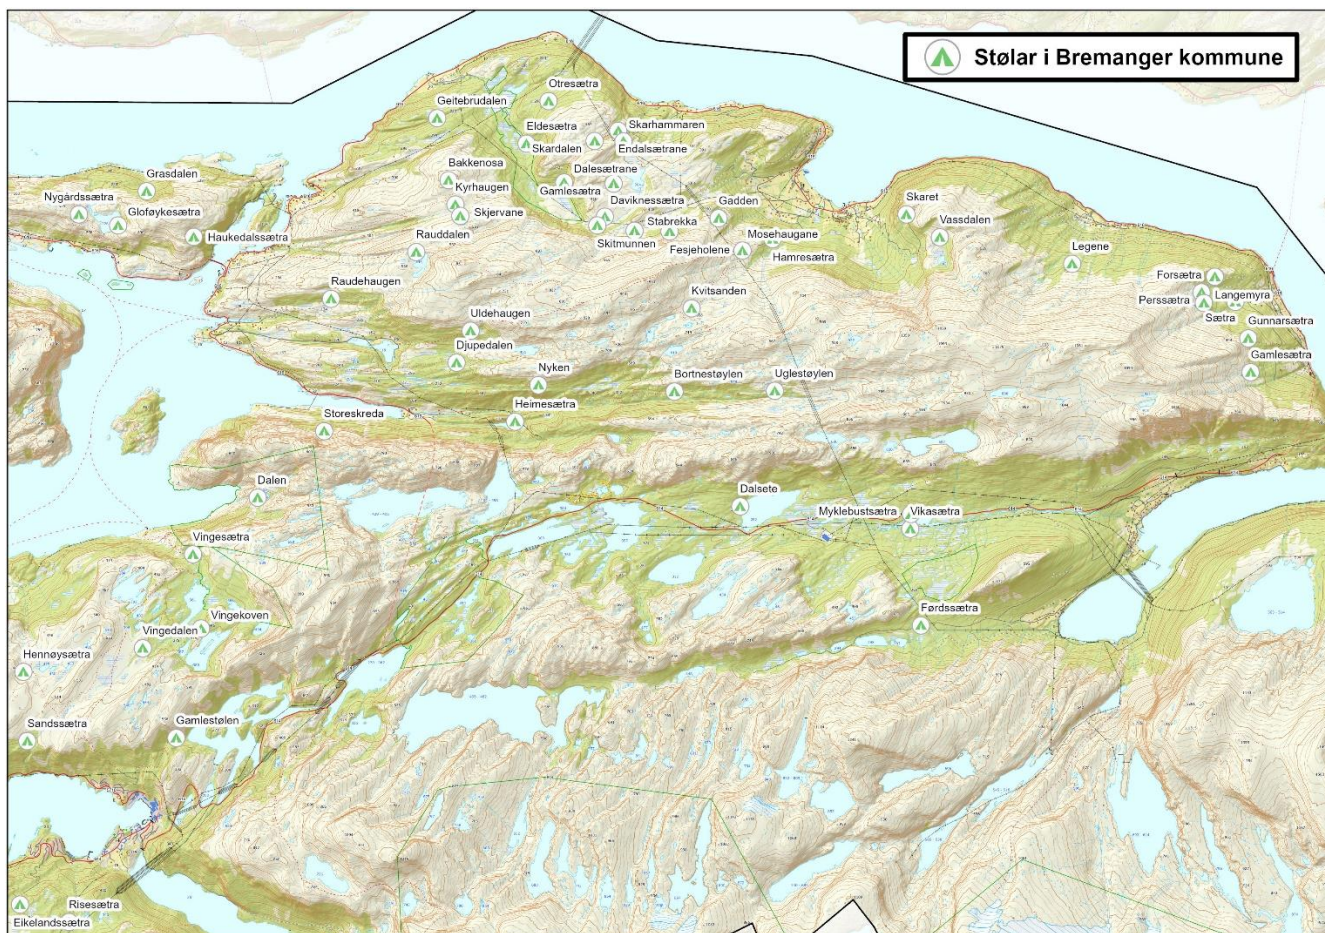 Stølar i Bremanger kommune
Otresætra
Geitebrudalen
Skarhammaren
Eldesætra
Endalsætrane
Skardalen
Bakkenosa
Dalesætrane
Grasdalen
Kyrhaugen
Gamlesætra
Nygårdssætra
Daviknessætra
Gadden
Skaret
Gloføykesætra
Skjervane
Stabrekka
Vassdalen
Haukedalssætra
Rauddalen
Skitmunnen
Mosehaugane
Fesjeholene
Hamresætra
Legene
Forsætra
Raudehaugen
Perssætra
Langemyra
Kvitsanden
Sætra
Uldehaugen
Gunnarsætra
Djupedalen
Gamlesætra
Nyken
Bortnestøylen
Uglestøylen
Heimesætra
Storeskreda
Dalen
Dalsete
Myklebustsætra
Vikasætra
Vingesætra
Førdssætra
Vingekoven
Vingedalen
Hennøysætra
Sandssætra
Gamlestølen
Risesætra
Eikelandssætra